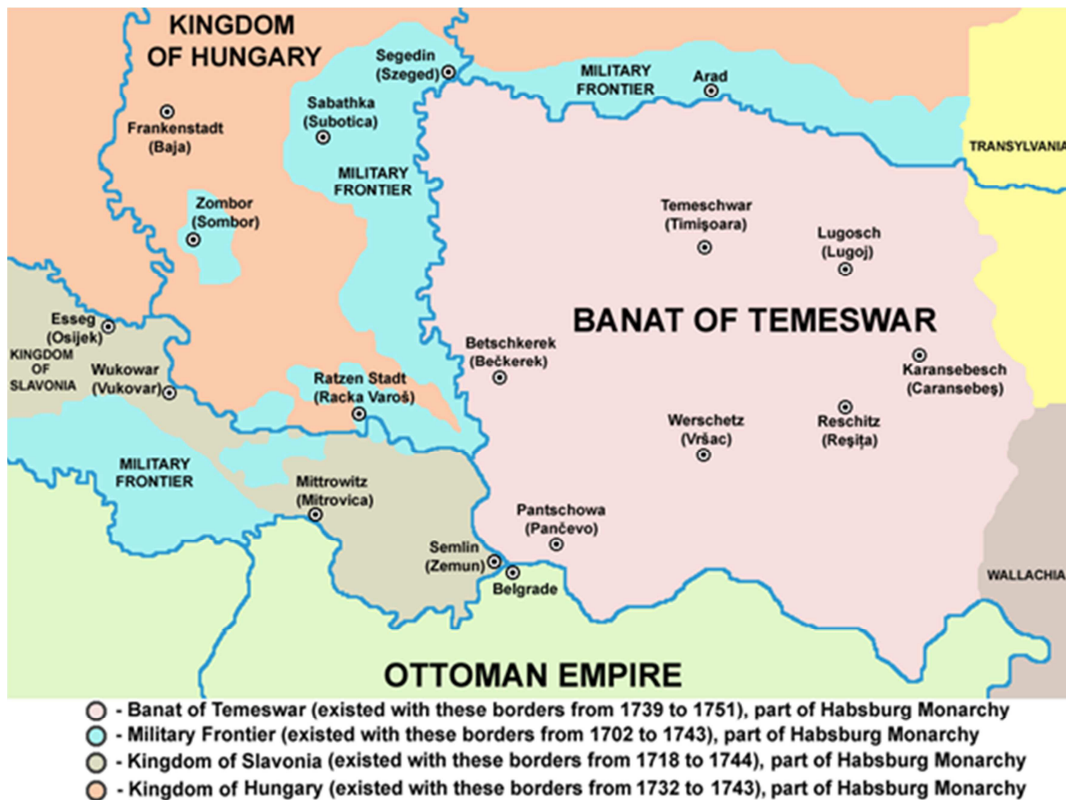 KINGDOM
OF HUNGARY
Segedin
(Szeged)
MILITARY
FRONTIER
Arad
Sabathka
(Subotica)
Frankenstadt
(Baja)
TRANSYLVANIA
MILITARY
FRONTIER
Zombor
(Sombor)
Temeschwar
(Timişoara)
Lugosch
(Lugoj)
BANAT OF TEMESWAR
Esseg
(Osijek)
KINGDOM
OF
SLAVONIA
Wukowar
(Vukovar)
Betschkerek
(Bečkerek)
Karansebesch
(Caransebeş)
Ratzen Stadt
(Racka Varoš)
Werschetz
(Vršac)
Reschitz
(Reşiţa)
MILITARY
FRONTIER
Mittrowitz
(Mitrovica)
Pantschowa
(Pančevo)
Semlin
(Zemun)
Belgrade
WALLACHIA
OTTOMAN EMPIRE
- Banat of Temeswar (existed with these borders from 1739 to 1751), part of Habsburg Monarchy
- Military Frontier (existed with these borders from 1702 to 1743), part of Habsburg Monarchy
- Kingdom of Slavonia (existed with these borders from 1718 to 1744), part of Habsburg Monarchy
- Kingdom of Hungary (existed with these borders from 1732 to 1743), part of Habsburg Monarchy